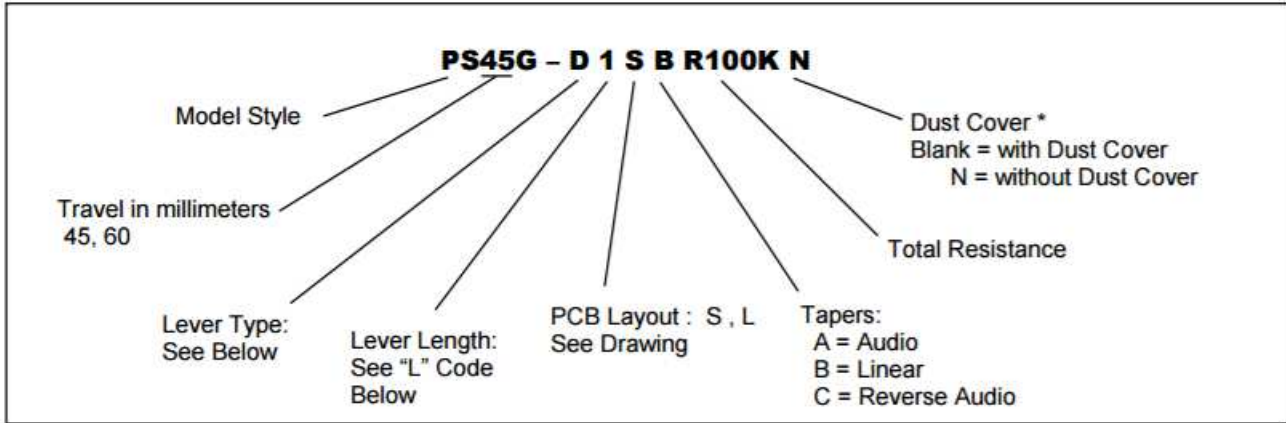 PS45G – D 1 S B R100K N
Model Style
Dust Cover *
Blank = with Dust Cover
N = without Dust Cover
Travel in millimeters
45, 60
Total Resistance
Lever Type:
See Below
Lever Length:
See “L” Code
Below
PCB Layout : S , L
See Drawing
Tapers:
A = Audio
B = Linear
C = Reverse Audio